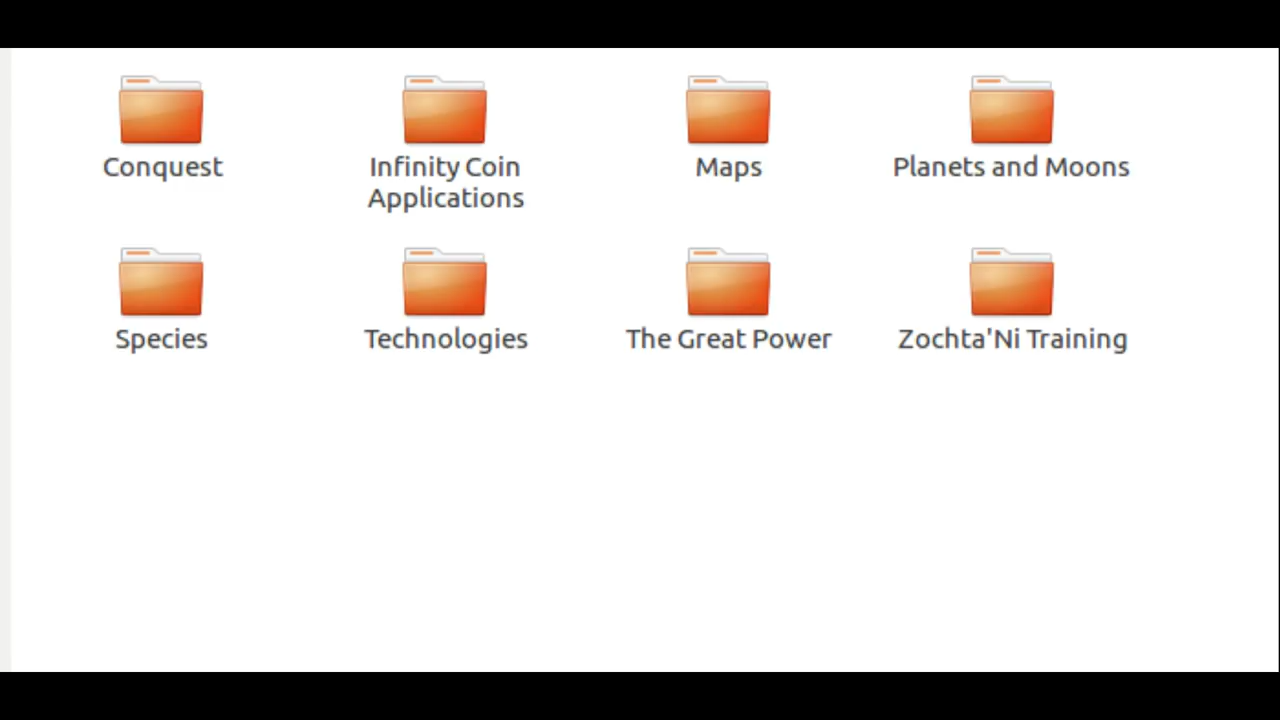 Conquest
Infinity Coin
Applications
Maps
Planets and Moons
Species
Technologies
The Great Power
Zochta'Ni Training